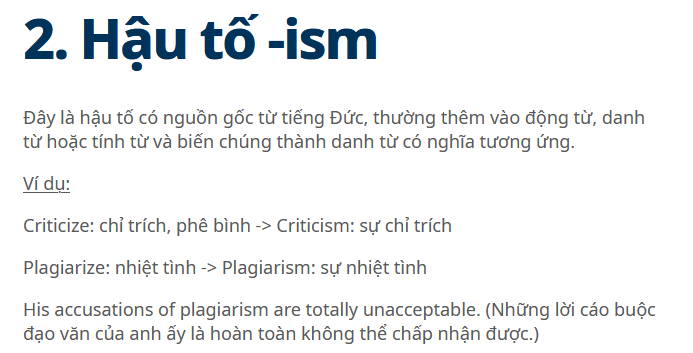 2. Hậu tố -ism
Đây là hậu tố có nguồn gốc từ tiếng Đức, thường thêm vào động từ, danh
từ hoặc tính từ và biến chúng thành danh từ có nghĩa tương ứng.
Ví dụ:
Criticize: chỉ trích, phê bình -> Criticism: sự chỉ trích
Plagiarize: nhiệt tình -> Plagiarism: sự nhiệt tình
His accusations of plagiarism are totally unacceptable. (Những lời cáo buộc
đạo văn của anh ấy là hoàn toàn không thể chấp nhận được.)